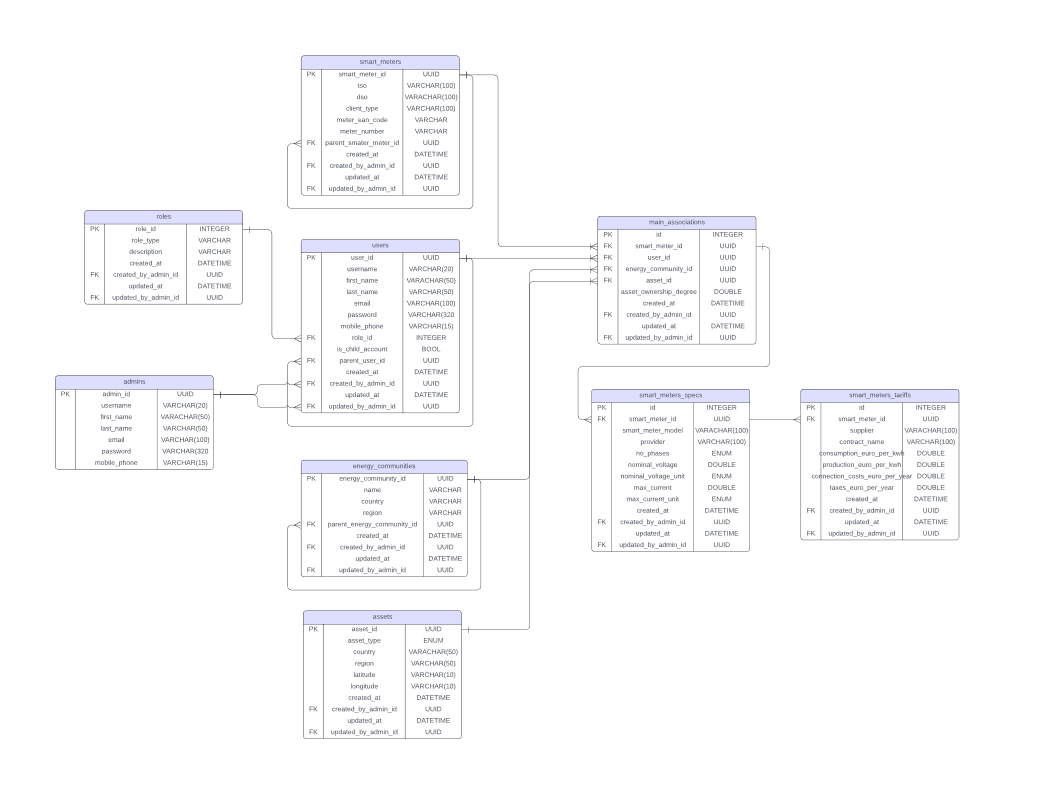 smart_meters
PK smart_meter_id UUID
tso VARCHAR(100)
dso VARACHAR(100)
client_type VARCHAR(100)
meter_ean_code VARCHAR
meter_number VARCHAR
FK parent_smater_meter_id UUID
created_at DATETIME
FK created_by_admin_id UUID
updated_at DATETIME
FK updated_by_admin_id UUID
roles
PK role_id INTEGER
role_type VARCHAR
description VARCHAR
created_at DATETIME
FK created_by_admin_id UUID
updated_at DATETIME
FK updated_by_admin_id UUID
users
PK user_id UUID
username VARCHAR(20)
first_name VARACHAR(50)
last_name VARCHAR(50)
email VARCHAR(100)
password VARCHAR(320
mobile_phone VARCHAR(15)
FK role_id INTEGER
is_child_account BOOL
FK parent_user_id UUID
created_at DATETIME
FK created_by_admin_id UUID
updated_at DATETIME
FK updated_by_admin_id UUID
main_associations
PK id INTEGER
FK smart_meter_id UUID
FK user_id UUID
FK energy_community_id UUID
FK asset_id UUID
asset_ownership_degree DOUBLE
created_at DATETIME
FK created_by_admin_id UUID
updated_at DATETIME
FK updated_by_admin_id UUID
admins
PK admin_id UUID
username VARCHAR(20)
first_name VARACHAR(50)
last_name VARCHAR(50)
email VARCHAR(100)
password VARCHAR(320
mobile_phone VARCHAR(15)
smart_meters_specs
PK id INTEGER
FK smart_meter_id UUID
smart_meter_model VARACHAR(100)
provider VARCHAR(100)
no_phases ENUM
nominal_voltage DOUBLE
nominal_voltage_unit ENUM
max_current DOUBLE
max_current_unit ENUM
created_at DATETIME
FK created_by_admin_id UUID
updated_at DATETIME
FK updated_by_admin_id UUID
smart_meters_tariffs
PK id INTEGER
FK smart_meter_id UUID
supplier VARACHAR(100)
contract_name VARCHAR(100)
consumption_euro_per_kwh DOUBLE
production_euro_per_kwh DOUBLE
connection_costs_euro_per_year DOUBLE
taxes_euro_per_year DOUBLE
created_at DATETIME
FK created_by_admin_id UUID
updated_at DATETIME
FK updated_by_admin_id UUID
energy_communities
PK energy_community_id UUID
name VARCHAR
country VARCHAR
region VARCHAR
FK parent_energy_community_id UUID
created_at DATETIME
FK created_by_admin_id UUID
updated_at DATETIME
FK updated_by_admin_id UUID
assets
PK asset_id UUID
asset_type ENUM
country VARACHAR(50)
region VARCHAR(50)
latitude VARCHAR(10)
longitude VARCHAR(10)
created_at DATETIME
FK created_by_admin_id UUID
updated_at DATETIME
FK updated_by_admin_id UUID